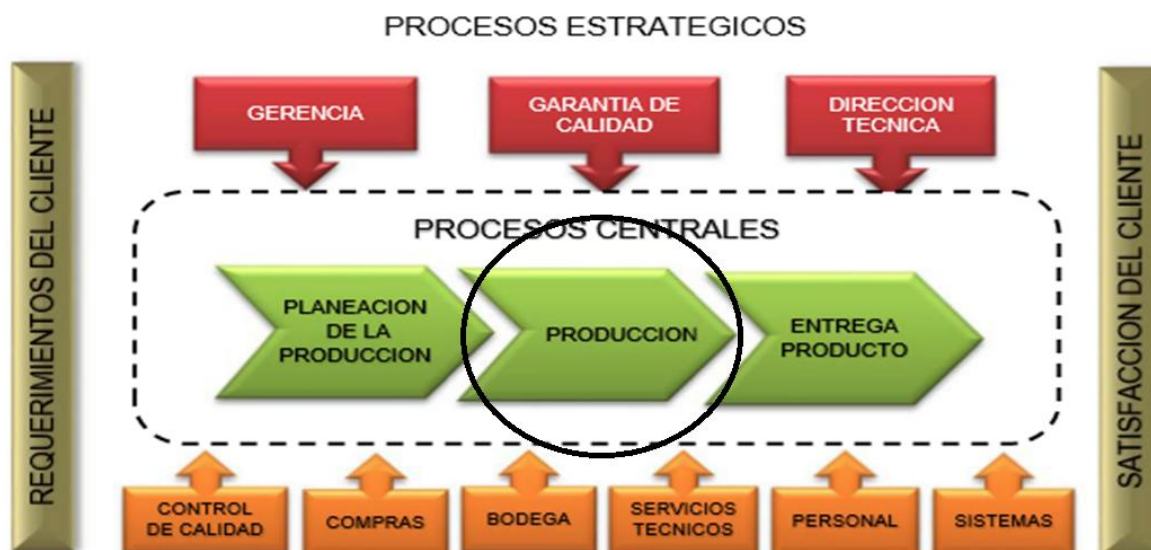 PROCESOS ESTRATEGICOS
REQUERIMIENTOS DEL CLIENTE
GERENCIA
GARANTIA DE
CALIDAD
DIRECCION
TECNICA
SATISFACCION DEL CLIENTE
PROCESOS CENTRALES
PLANEACION
DE LA
PRODUCCION
PRODUCCION
ENTREGA
PRODUCTO
CONTROL
DE CALIDAD
COMPRAS
BODEGA
SERVICIOS
TECNICOS
PERSONAL
SISTEMAS